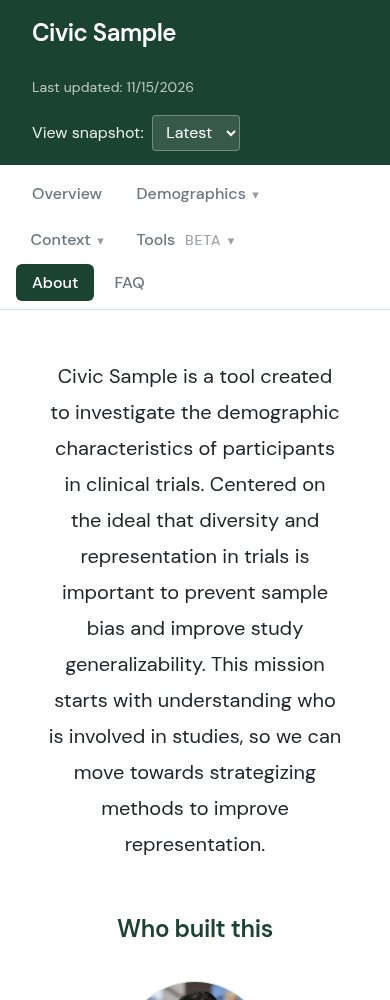 Civic Sample
Last updated: 11/15/2026
View snapshot: Latest
Overview Demographics ▾
Context ▾ Tools BETA ▾
About FAQ
Civic Sample is a tool created
to investigate the demographic
characteristics of participants
in clinical trials. Centered on
the ideal that diversity and
representation in trials is
important to prevent sample
bias and improve study
generalizability. This mission
starts with understanding who
is involved in studies, so we can
move towards strategizing
methods to improve
representation.
Who built this